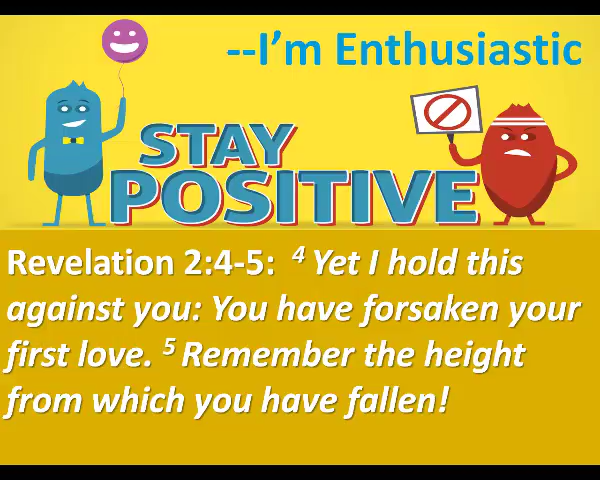 --I’m Enthusiastic
STAY
POSITIVE
Revelation 2:4-5:  ⁴ Yet I hold this
against you: You have forsaken your
first love. ⁵ Remember the height
from which you have fallen!